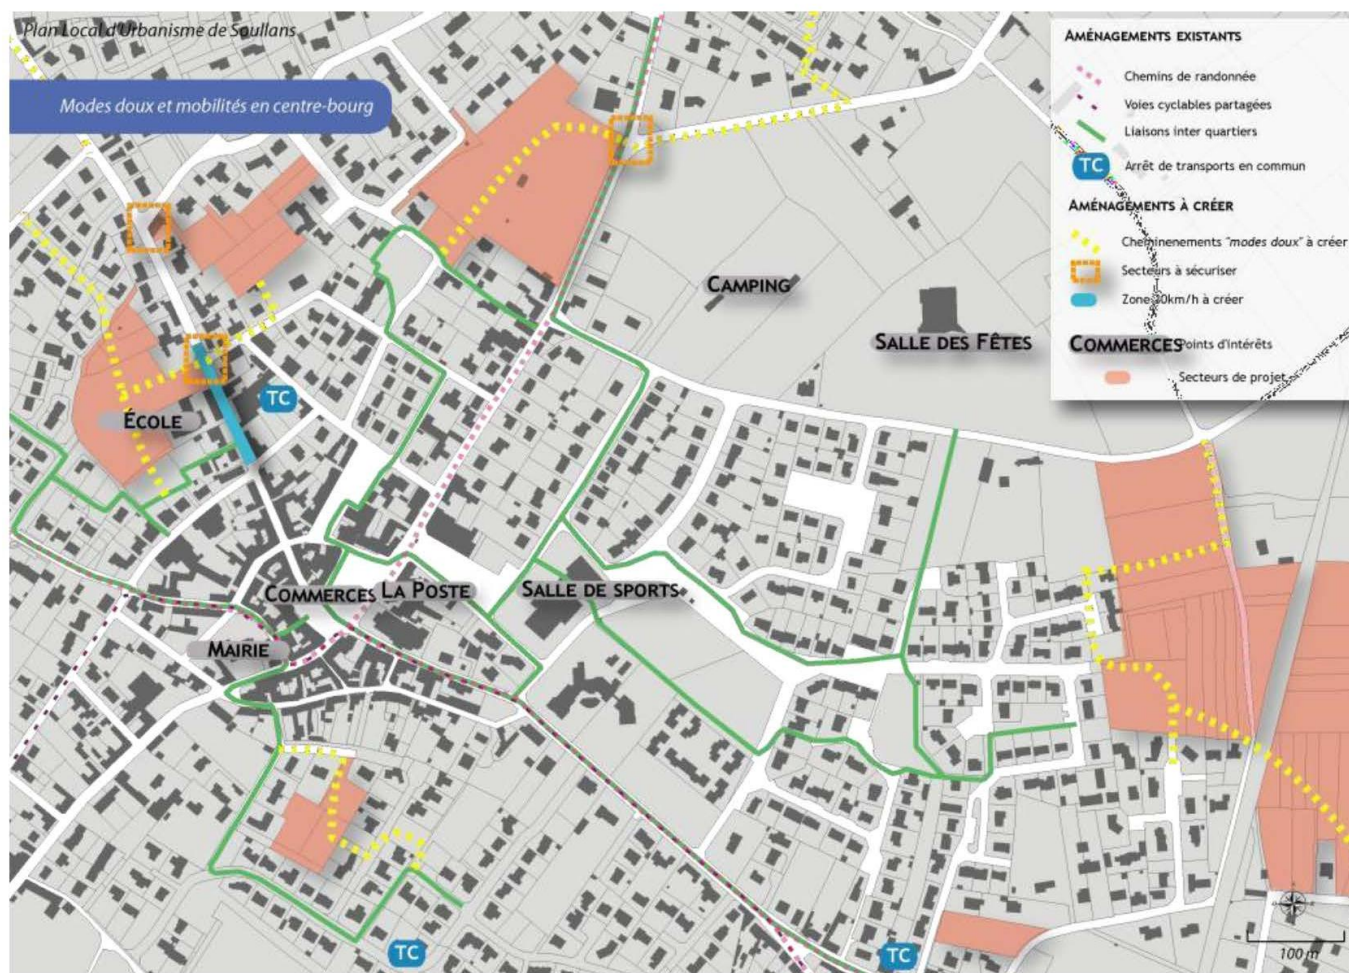 Plan Local d'Urbanisme de Soullans
Modes doux et mobilités en centre-bourg
AMÉNAGEMENTS EXISTANTS
Chemins de randonnée
Voies cyclables partagées
Liaisons inter quartiers
TC Arrêt de transports en commun
AMÉNAGEMENTS À CRÉER
Cheminenements "modes doux" à créer
Secteurs à sécuriser
Zone 30km/h à créer
COMMERCES Points d'intérêts
Secteurs de projet
CAMPING
SALLE DES FÊTES
TC
ÉCOLE
COMMERCES
LA POSTE
SALLE DE SPORTS
MAIRIE
TC
TC
100 m